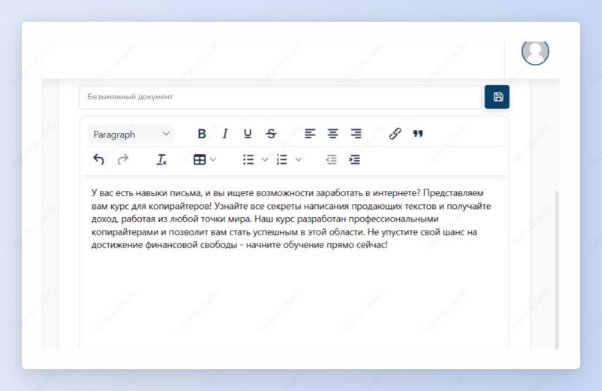 Безымянный документ
Paragraph
B I U S
У вас есть навыки письма, и вы ищете возможности заработать в интернете? Представляем
вам курс для копирайтеров! Узнайте все секреты написания продающих текстов и получайте
доход, работая из любой точки мира. Наш курс разработан профессиональными
копирайтерами и позволит вам стать успешным в этой области. Не упустите свой шанс на
достижение финансовой свободы - начните обучение прямо сейчас!